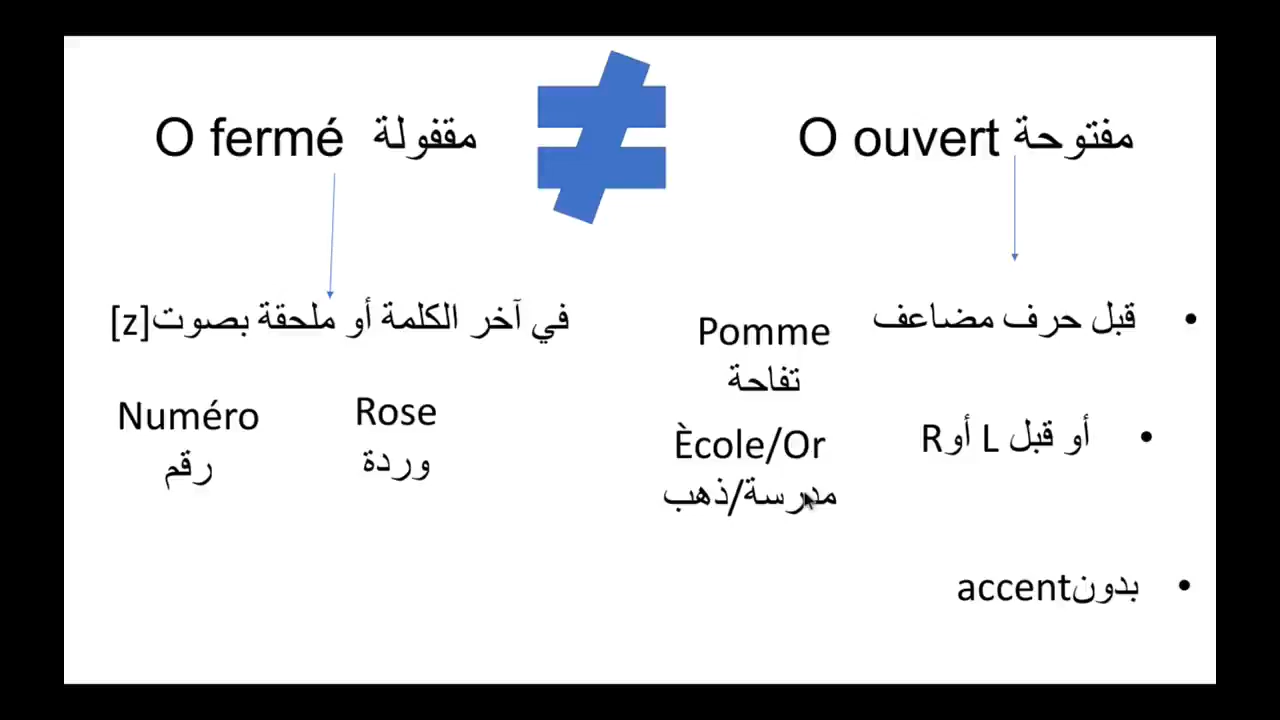 O fermé مقفولة
O ouvert مفتوحة
في آخر الكلمة أو ملحقة بصوت[z]
Numéro
رقم
Rose
وردة
• قبل حرف مضاعف
Pomme
تفاحة
• أو قبل L أوR
Ècole/Or
مدرسة/ذهب
• بدونaccent